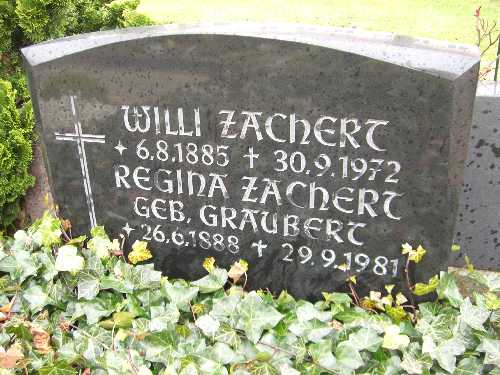 WILLI ZACHERT
* 6.8.1885 † 30.9.1972
REGINA ZACHERT
GEB. GRAUBERT
* 26.6.1888 † 29.9.1981